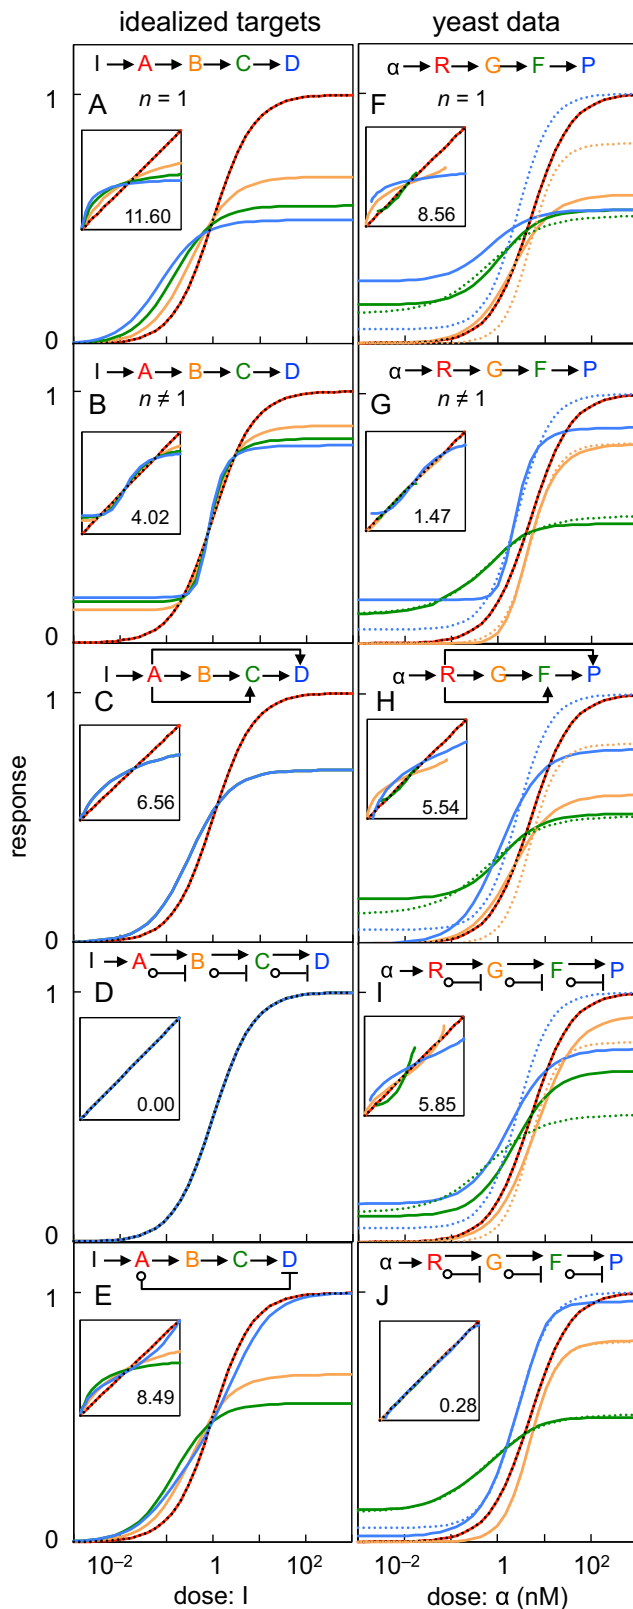 idealized targets
yeast data
I A B C D
A n = 1
1
11.60
0
α R G F P
F n = 1
8.56
I A B C D
B n ≠ 1
1
4.02
0
α R G F P
G n ≠ 1
1.47
I A B C D
C
1
6.56
0
α R G F P
H
5.54
response
I A B C D
D
1
0.00
0
α R G F P
I
5.85
I A B C D
E
1
8.49
0
α R G F P
J
0.28
10⁻² 1 10²
dose: I
10⁻² 1 10²
dose: α (nM)